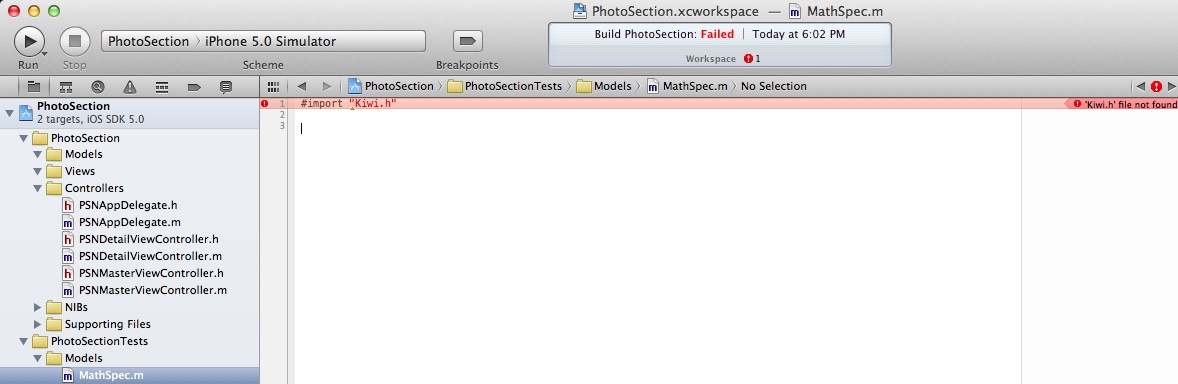 PhotoSection.xcworkspace — MathSpec.m
PhotoSection › iPhone 5.0 Simulator
Run Stop Scheme Breakpoints
Build PhotoSection: Failed | Today at 6:02 PM
Workspace 1
PhotoSection › PhotoSectionTests › Models › MathSpec.m › No Selection
PhotoSection
2 targets, iOS SDK 5.0
PhotoSection
Models
Views
Controllers
h PSNAppDelegate.h
m PSNAppDelegate.m
h PSNDetailViewController.h
m PSNDetailViewController.m
h PSNMasterViewController.h
m PSNMasterViewController.m
NIBs
Supporting Files
PhotoSectionTests
Models
m MathSpec.m
1 #import "Kiwi.h"
'Kiwi.h' file not found
2
3